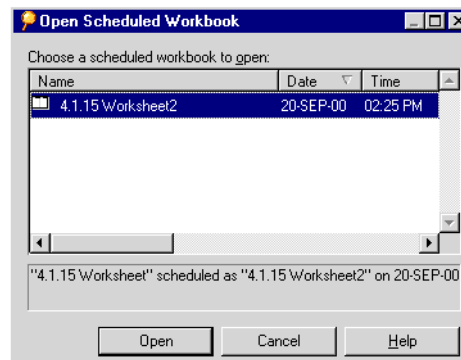 Open Scheduled Workbook
Choose a scheduled workbook to open:
Name Date Time
4.1.15 Worksheet2 20-SEP-00 02:25 PM
"4.1.15 Worksheet" scheduled as "4.1.15 Worksheet2" on 20-SEP-00
Open Cancel Help